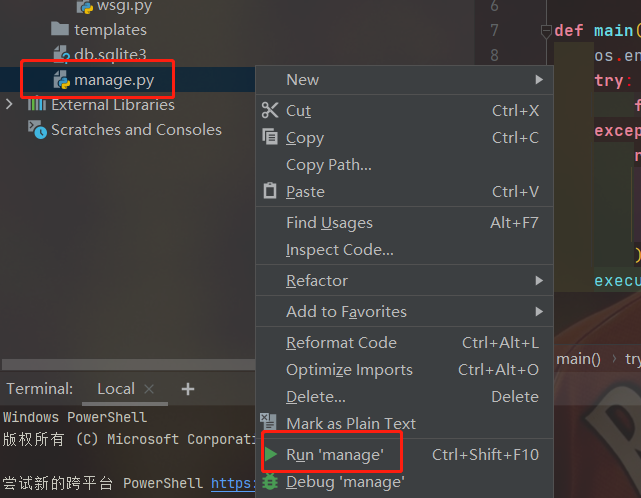 wsgi.py
templates
db.sqlite3
manage.py
External Libraries
Scratches and Consoles
6
7
8
def main(
os.en
try:
f
excep
execu
New
Cut Ctrl+X
Copy Ctrl+C
Copy Path...
Paste Ctrl+V
Find Usages Alt+F7
Inspect Code...
Refactor
Add to Favorites
Reformat Code Ctrl+Alt+L
Optimize Imports Ctrl+Alt+O
Delete... Delete
Mark as Plain Text
Run 'manage' Ctrl+Shift+F10
Debug 'manage'
main() › try
Terminal: Local × +
Windows PowerShell
版权所有 (C) Microsoft Corporati
尝试新的跨平台 PowerShell https: